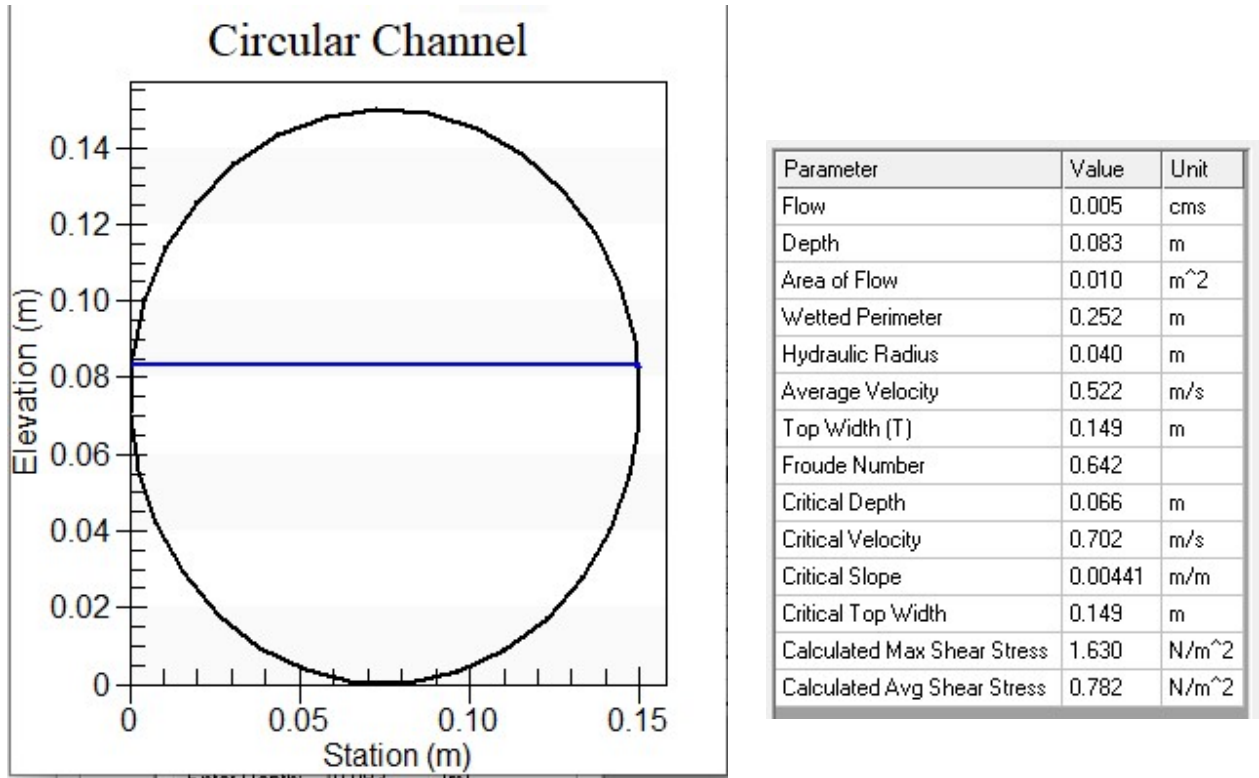 Circular Channel
Elevation (m)
0.14
0.12
0.10
0.08
0.06
0.04
0.02
0
0 0.05 0.10 0.15
Station (m)
Parameter Value Unit
Flow 0.005 cms
Depth 0.083 m
Area of Flow 0.010 m^2
Wetted Perimeter 0.252 m
Hydraulic Radius 0.040 m
Average Velocity 0.522 m/s
Top Width (T) 0.149 m
Froude Number 0.642
Critical Depth 0.066 m
Critical Velocity 0.702 m/s
Critical Slope 0.00441 m/m
Critical Top Width 0.149 m
Calculated Max Shear Stress 1.630 N/m^2
Calculated Avg Shear Stress 0.782 N/m^2